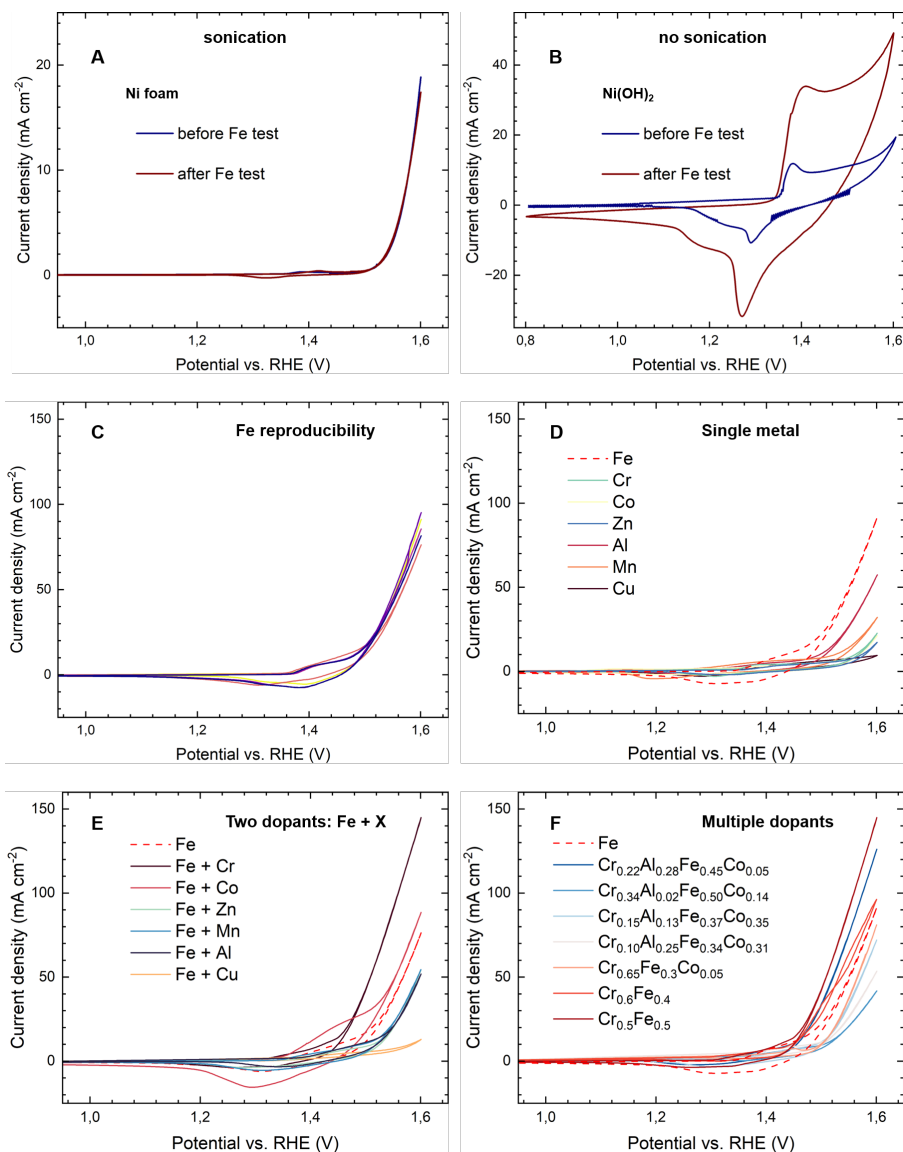 A
sonication
Ni foam
before Fe test
after Fe test
20
10
0
1,0
1,2
1,4
1,6
Current density (mA cm⁻²)
Potential vs. RHE (V)
B
no sonication
Ni(OH)₂
before Fe test
after Fe test
40
20
0
−20
0,8
1,0
1,2
1,4
1,6
Current density (mA cm⁻²)
Potential vs. RHE (V)
C
Fe reproducibility
150
100
50
0
1,0
1,2
1,4
1,6
Current density (mA cm⁻²)
Potential vs. RHE (V)
D
Single metal
Fe
Cr
Co
Zn
Al
Mn
Cu
150
100
50
0
1,0
1,2
1,4
1,6
Current density (mA cm⁻²)
Potential vs. RHE (V)
E
Two dopants: Fe + X
Fe
Fe + Cr
Fe + Co
Fe + Zn
Fe + Mn
Fe + Al
Fe + Cu
150
100
50
0
1,0
1,2
1,4
1,6
Current density (mA cm⁻²)
Potential vs. RHE (V)
F
Multiple dopants
Fe
Cr₀.₂₂Al₀.₂₈Fe₀.₄₅Co₀.₀₅
Cr₀.₃₄Al₀.₀₂Fe₀.₅₀Co₀.₁₄
Cr₀.₁₅Al₀.₁₃Fe₀.₃₇Co₀.₃₅
Cr₀.₁₀Al₀.₂₅Fe₀.₃₄Co₀.₃₁
Cr₀.₆₅Fe₀.₃Co₀.₀₅
Cr₀.₆Fe₀.₄
Cr₀.₅Fe₀.₅
150
100
50
0
1,0
1,2
1,4
1,6
Current density (mA cm⁻²)
Potential vs. RHE (V)